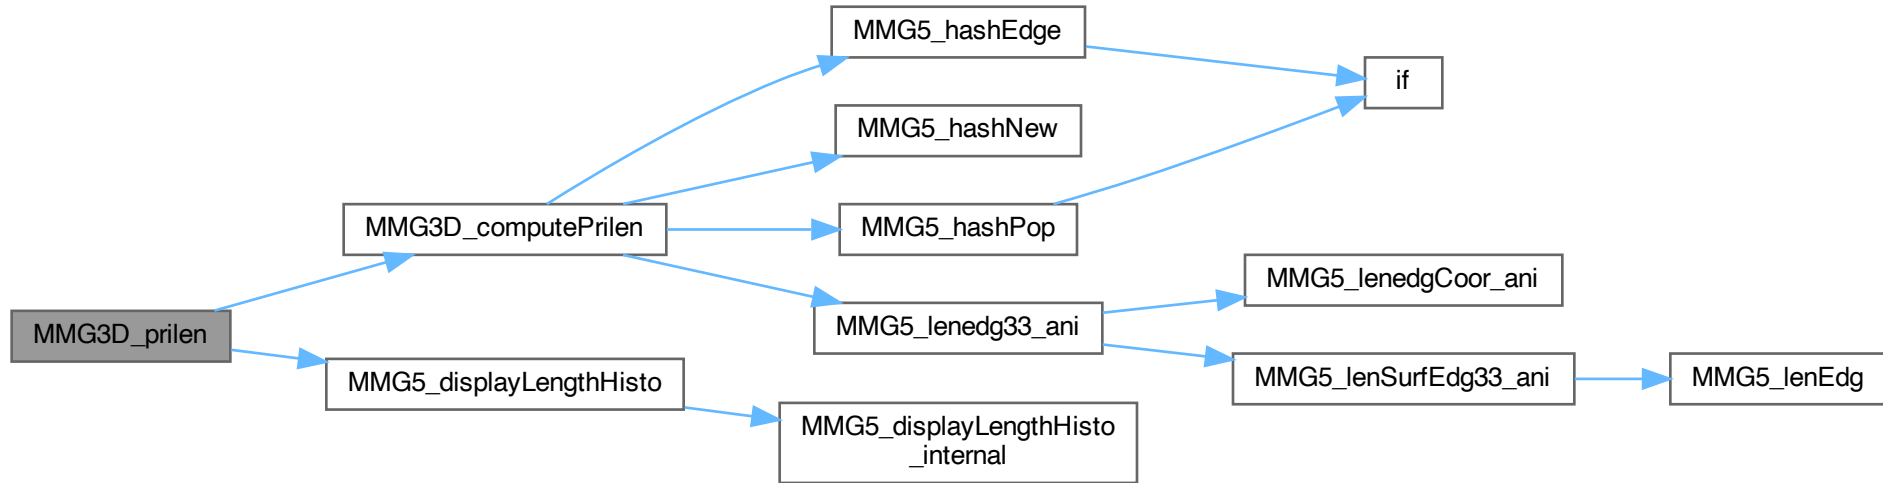 MMG5_hashEdge
if
MMG5_hashNew
MMG3D_computePrilen
MMG5_hashPop
MMG5_lenedgCoor_ani
MMG3D_prilen
MMG5_lenedg33_ani
MMG5_displayLengthHisto
MMG5_lenSurfEdg33_ani
MMG5_lenEdg
MMG5_displayLengthHisto
_internal